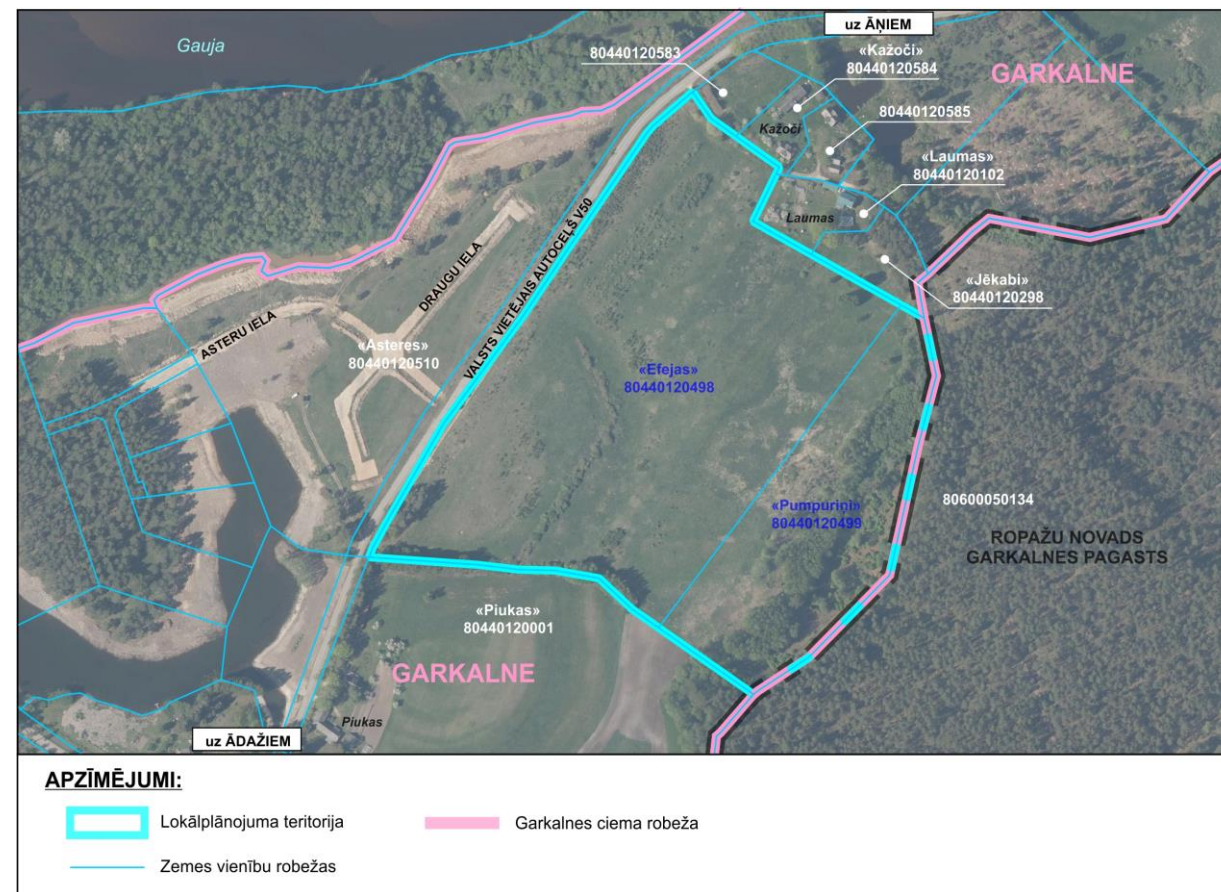 Gauja
uz ĀŅIEM
80440120583
«Kažoči»
80440120584
GARKALNE
80440120585
Kažoči
«Laumas»
80440120102
Laumas
«Jēkabi»
80440120298
VALSTS VIETĒJAIS AUTOCEĻŠ V50
DRAUGU IELA
ASTERU IELA
«Asteres»
80440120510
«Efejas»
80440120498
«Pumpuriņi»
80440120499
80600050134
ROPAŽU NOVADS
GARKALNES PAGASTS
«Piukas»
80440120001
GARKALNE
Piukas
uz ĀDAŽIEM
APZĪMĒJUMI:
Lokālplānojuma teritorija
Garkalnes ciema robeža
Zemes vienību robežas